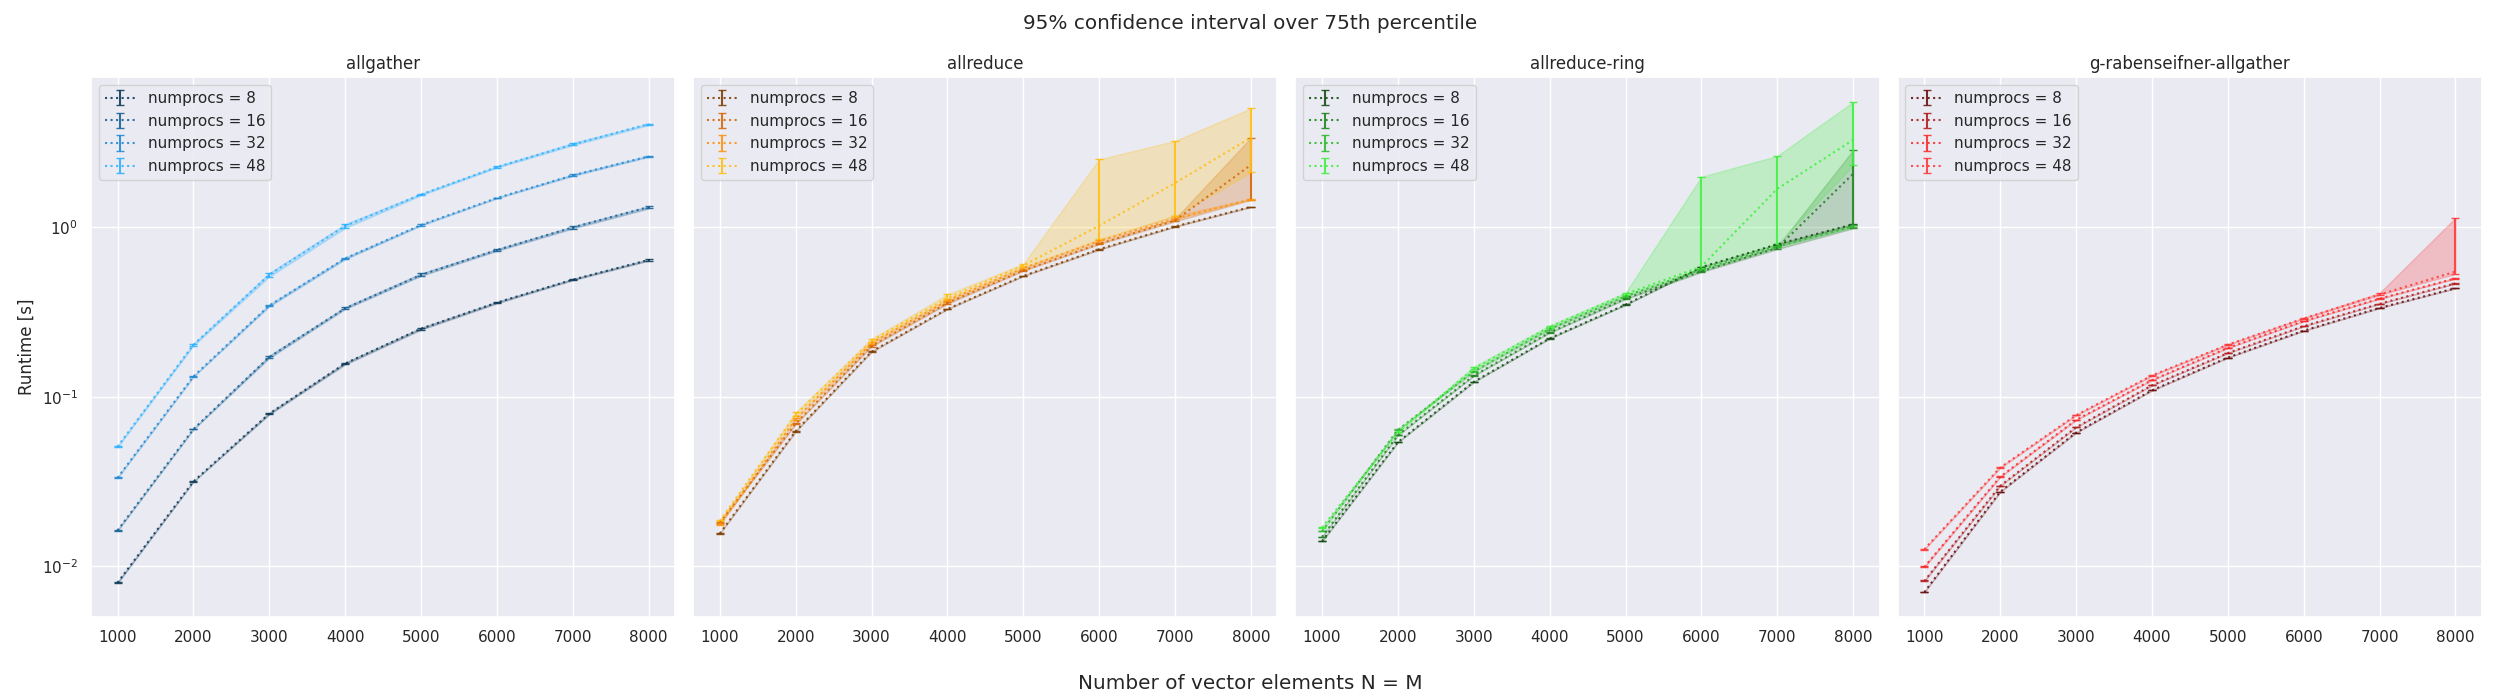 95% confidence interval over 75th percentile
allgather
numprocs = 8
numprocs = 16
numprocs = 32
numprocs = 48
allreduce
numprocs = 8
numprocs = 16
numprocs = 32
numprocs = 48
allreduce-ring
numprocs = 8
numprocs = 16
numprocs = 32
numprocs = 48
g-rabenseifner-allgather
numprocs = 8
numprocs = 16
numprocs = 32
numprocs = 48
Runtime [s]
10⁰
10⁻¹
10⁻²
1000 2000 3000 4000 5000 6000 7000 8000
1000 2000 3000 4000 5000 6000 7000 8000
1000 2000 3000 4000 5000 6000 7000 8000
1000 2000 3000 4000 5000 6000 7000 8000
Number of vector elements N = M